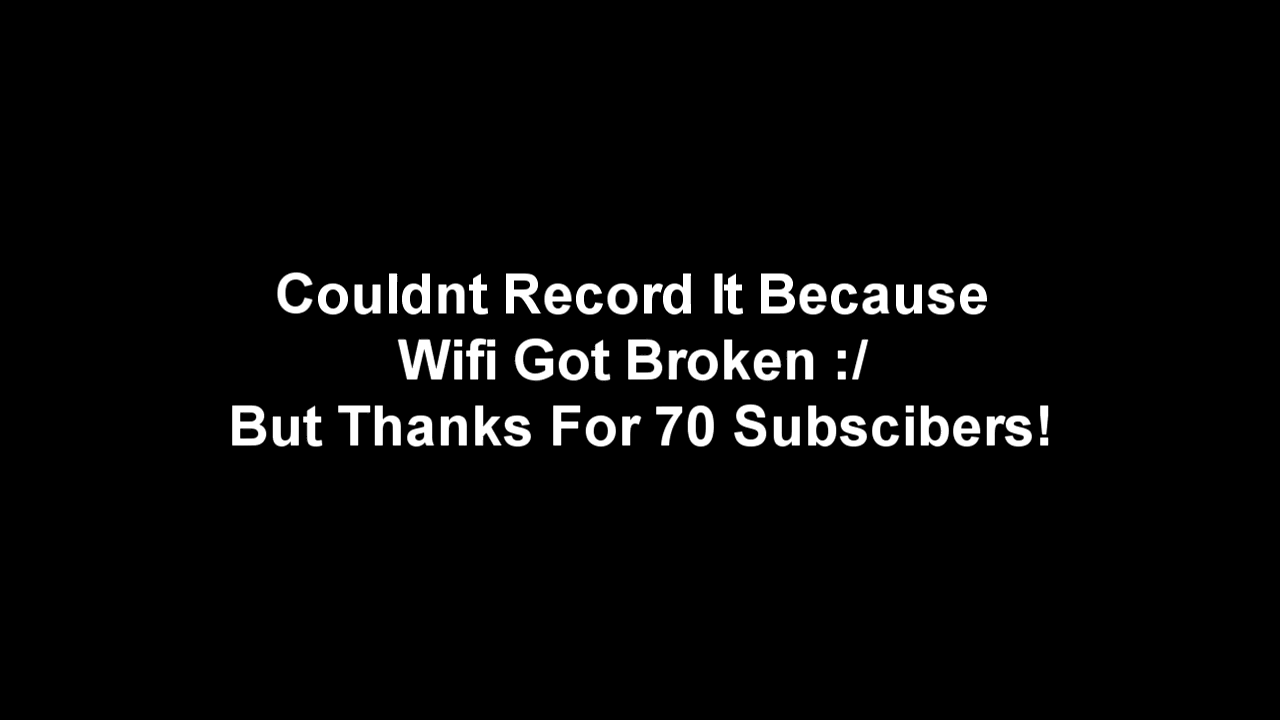 Couldnt Record It Because
Wifi Got Broken :/
But Thanks For 70 Subscibers!